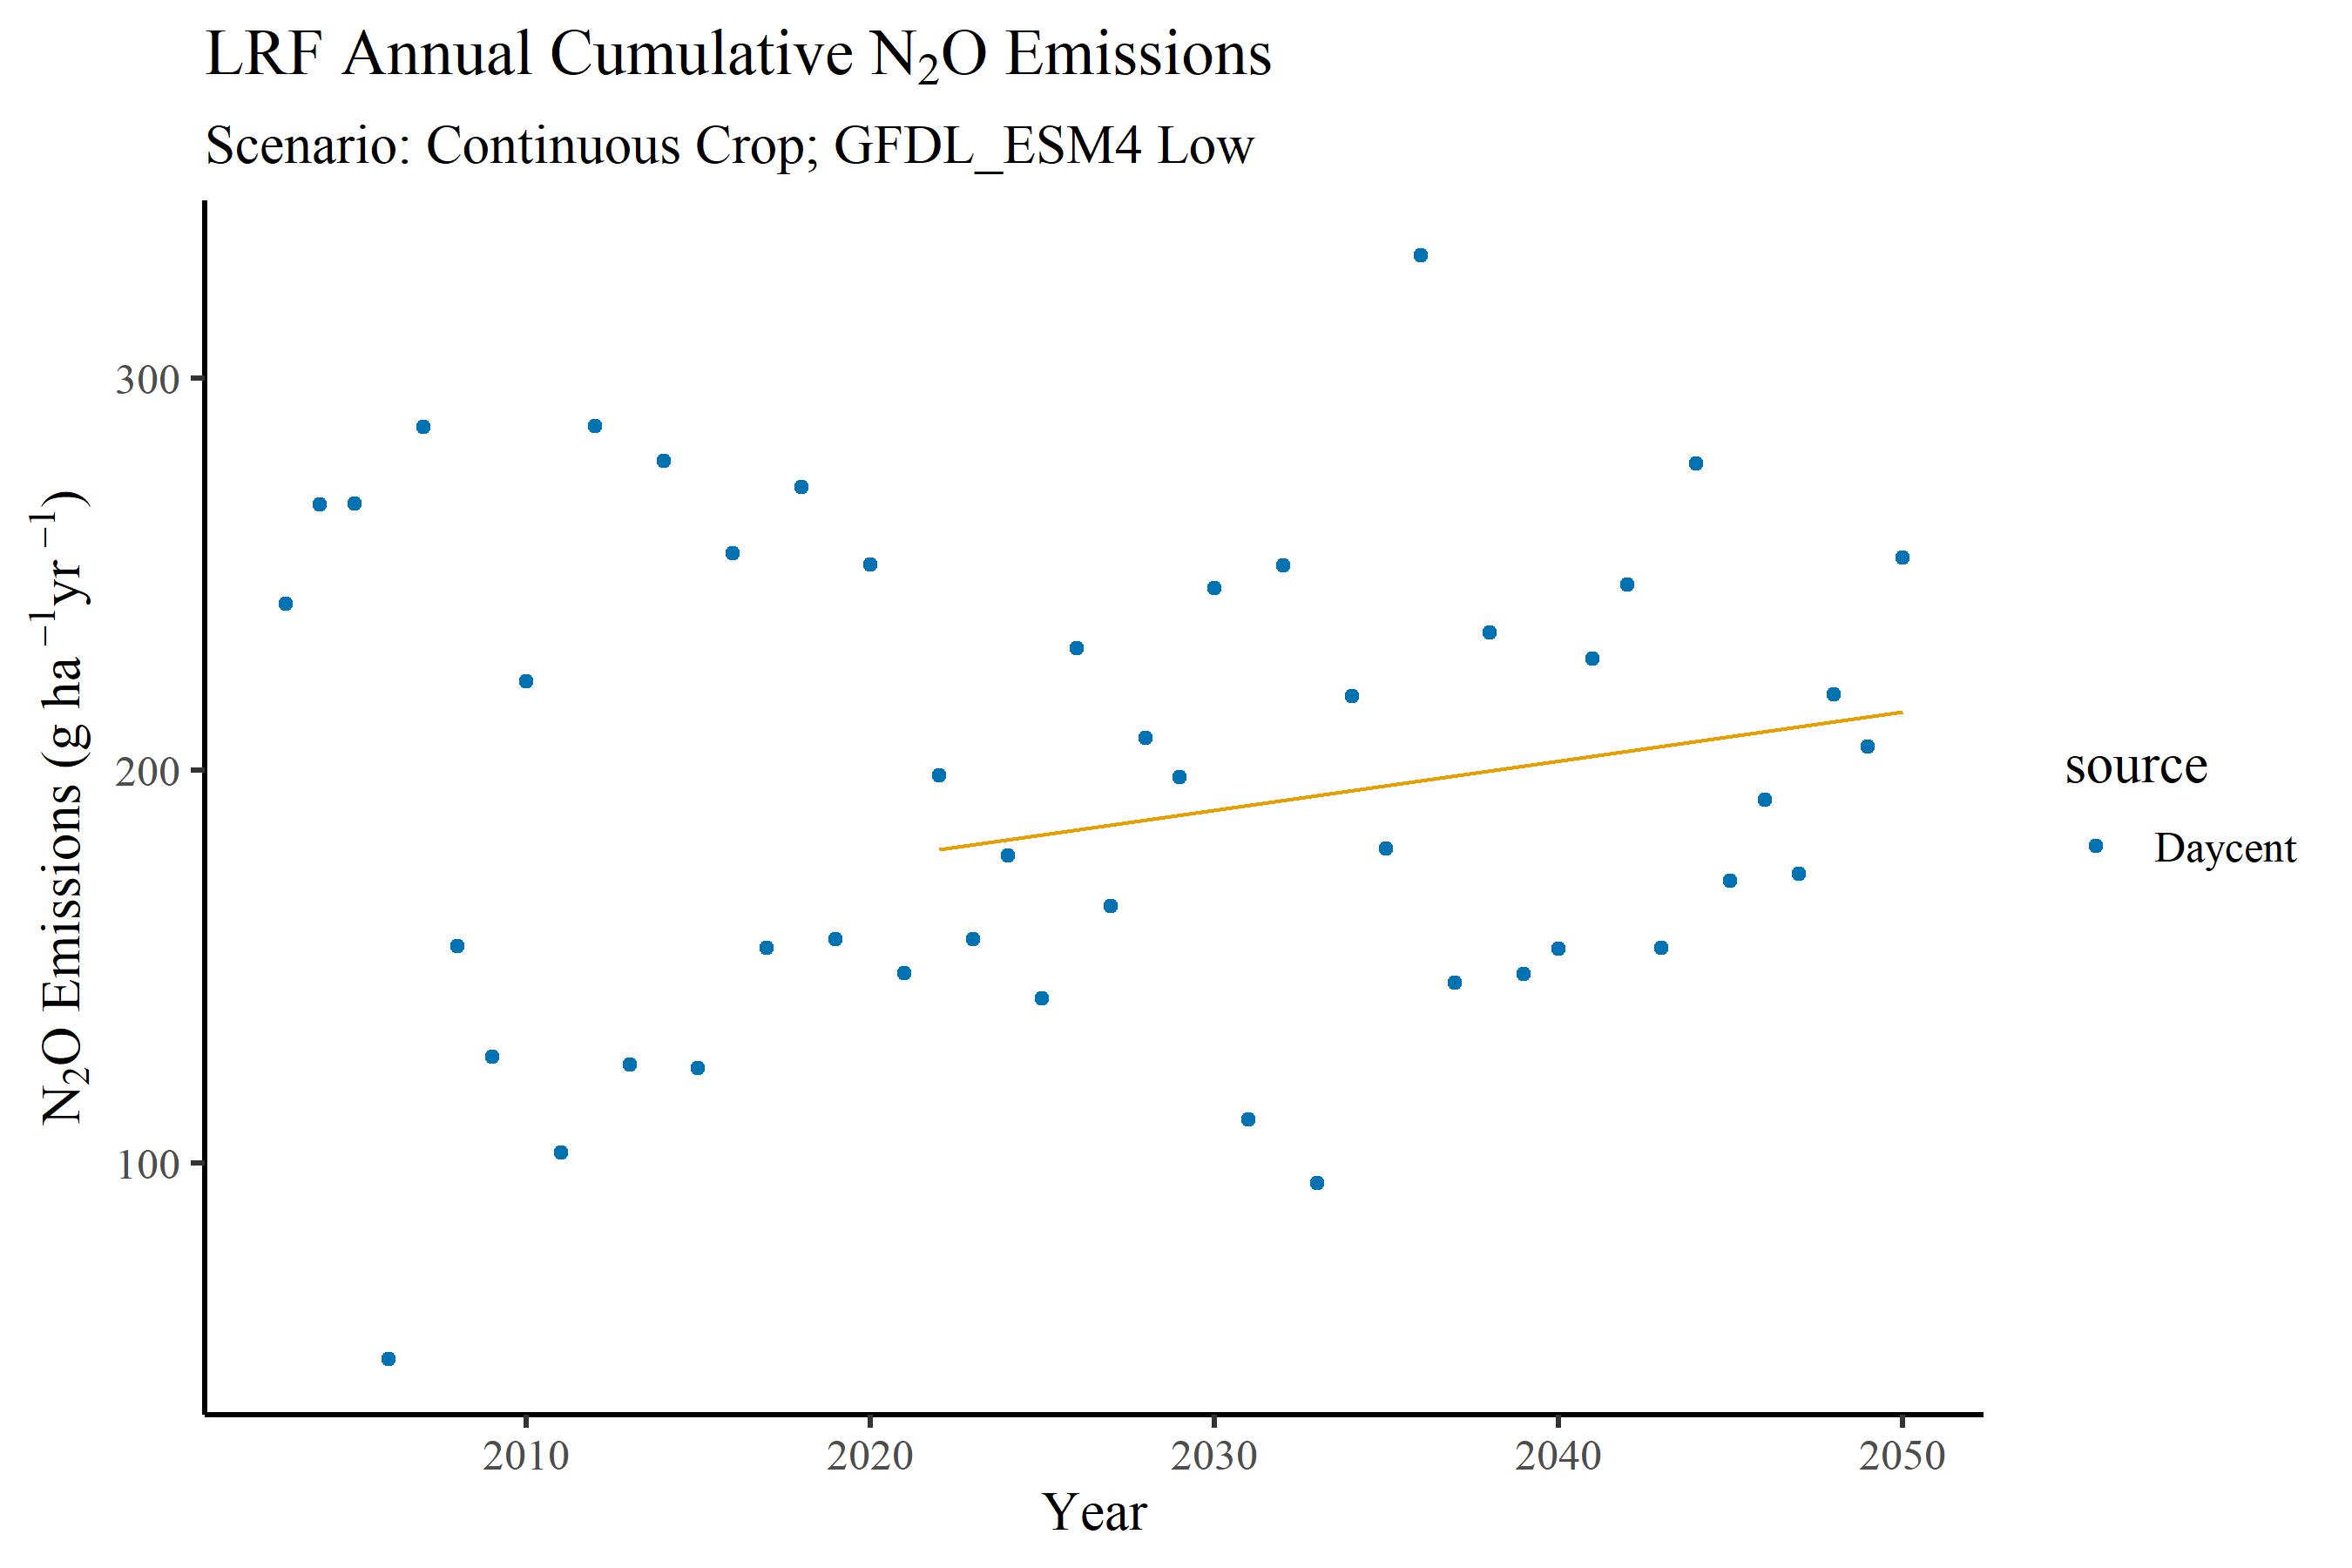 LRF Annual Cumulative N₂O Emissions
Scenario: Continuous Crop; GFDL_ESM4 Low
N₂O Emissions (g ha⁻¹yr⁻¹)
300
200
100
2010 2020 2030 2040 2050
Year
source
Daycent